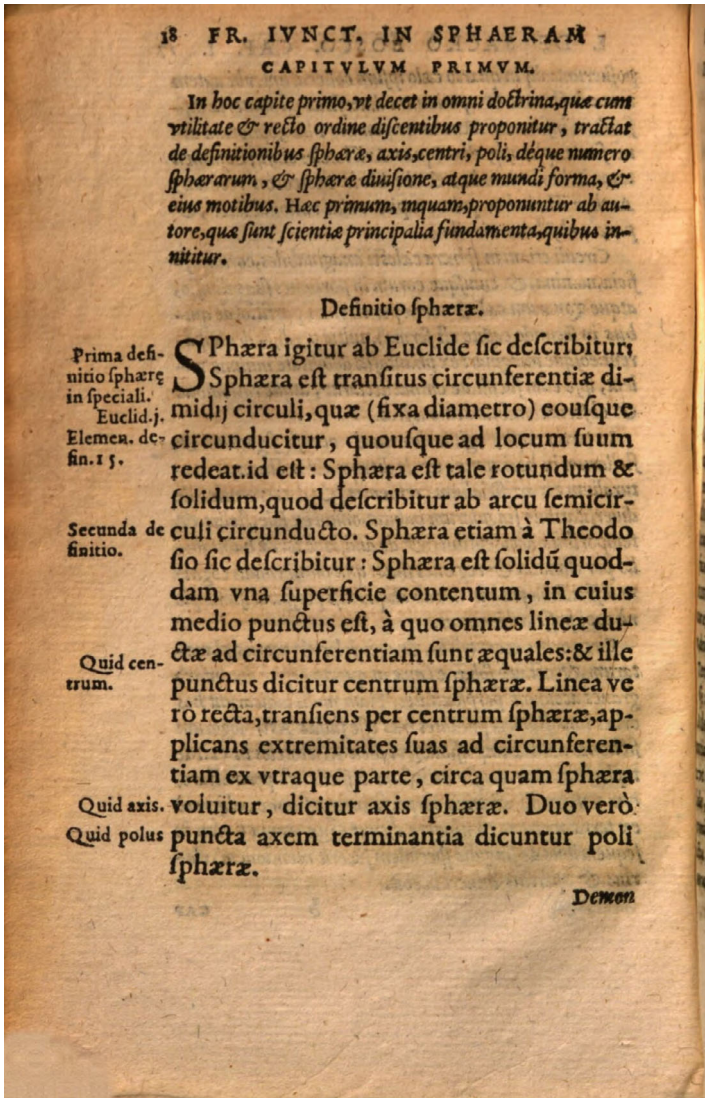 18 FR. IVNCT. IN SPHAERAM
CAPITVLVM PRIMVM.
In hoc capite primo, vt decet in omni doctrina, quæ cum
vtilitate & recto ordine diſcentibus proponitur, tractat
de definitionibus ſphæræ, axis, centri, poli, déque numero
ſphærarum, & ſphæræ diuiſione, atque mundi forma, &
eius motibus. Hæc primum, inquam, proponuntur ab au-
tore, quæ ſunt ſcientiæ principalia fundamenta, quibus in-
nititur.
Definitio ſphæræ.
SPhæra igitur ab Euclide ſic deſcribitur:
Sphæra eſt tranſitus circunferentiæ di-
midij circuli, quæ (fixa diametro) eouſque
circunducitur, quouſque ad locum ſuum
redeat. id eſt: Sphæra eſt tale rotundum &
ſolidum, quod deſcribitur ab arcu ſemicir-
culi circunducto. Sphæra etiam à Theodo
ſio ſic deſcribitur: Sphæra eſt ſolidũ quod-
dam vna ſuperficie contentum, in cuius
medio punctus eſt, à quo omnes lineæ du-
ctæ ad circunferentiam ſunt æquales: & ille
punctus dicitur centrum ſphæræ. Linea ve
rò recta, tranſiens per centrum ſphæræ, ap-
plicans extremitates ſuas ad circunferen-
tiam ex vtraque parte, circa quam ſphæra
voluitur, dicitur axis ſphæræ. Duo verò
puncta axem terminantia dicuntur poli
ſphæræ.
Demon
Prima defi-
nitio ſphærę
in ſpeciali.
Euclid. j.
Elemen. de-
fin. 15.
Secunda de
finitio.
Quid cen-
trum.
Quid axis.
Quid polus